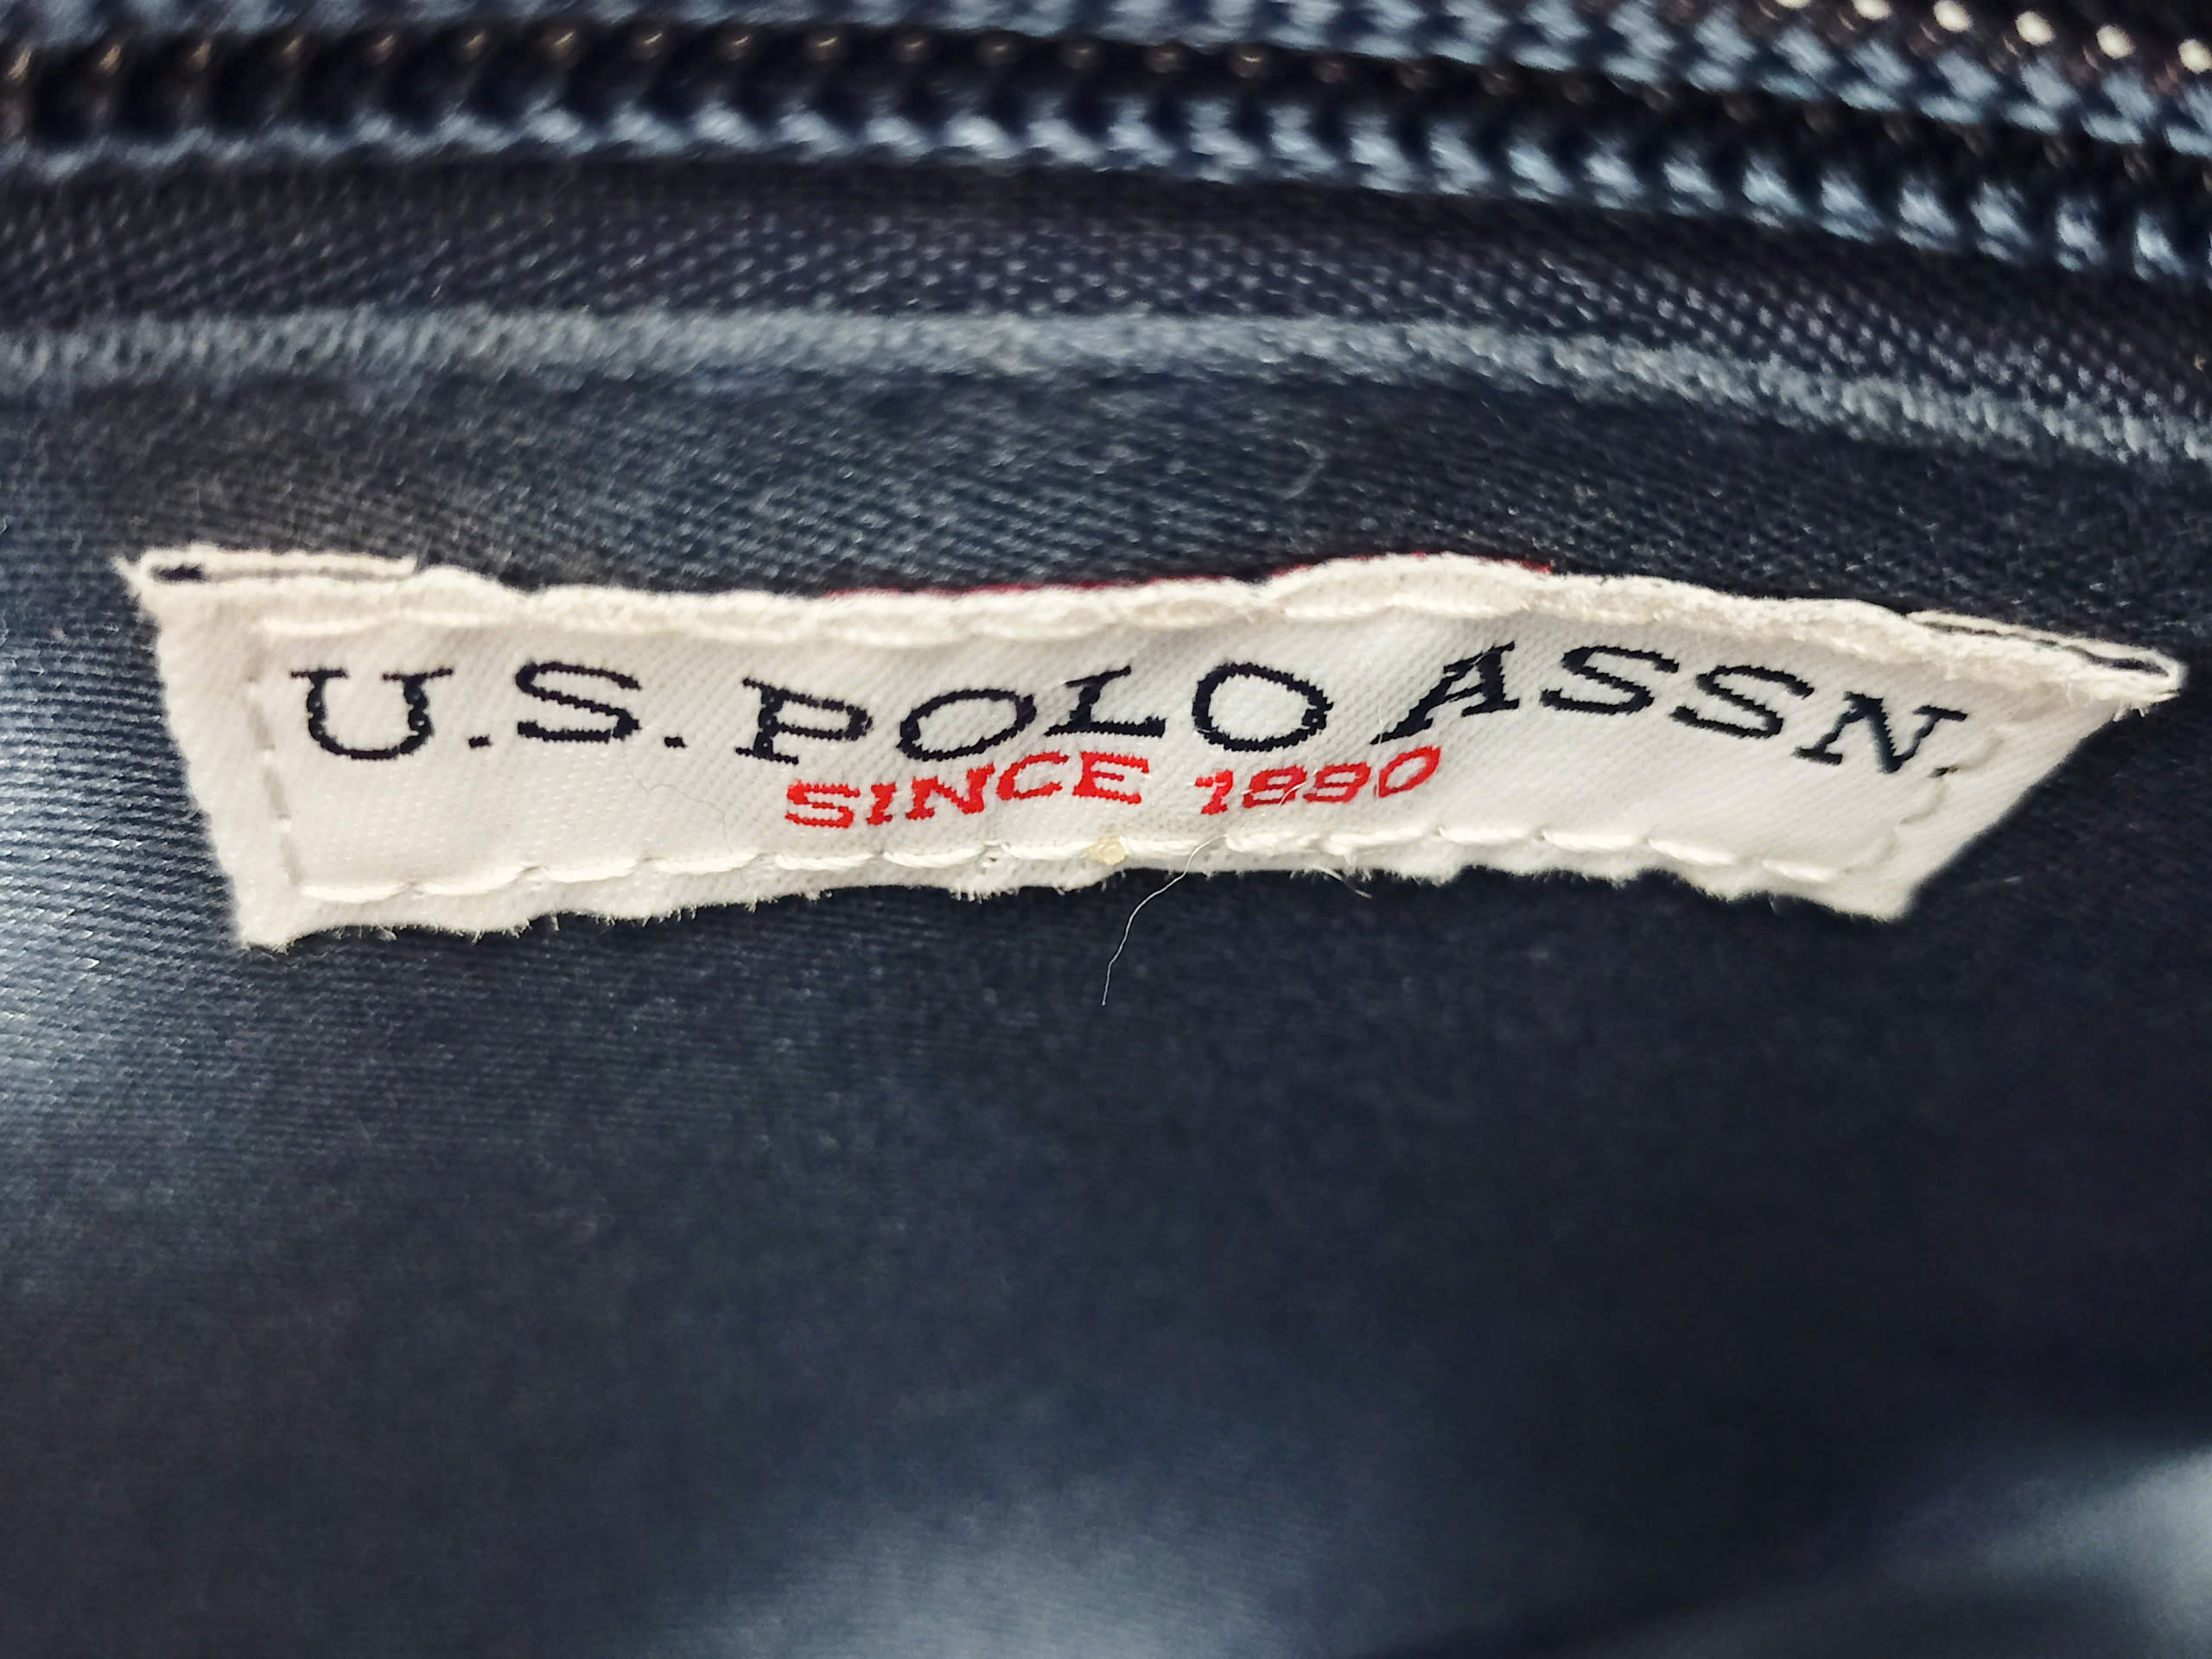 U.S. POLO ASSN.
SINCE 1890